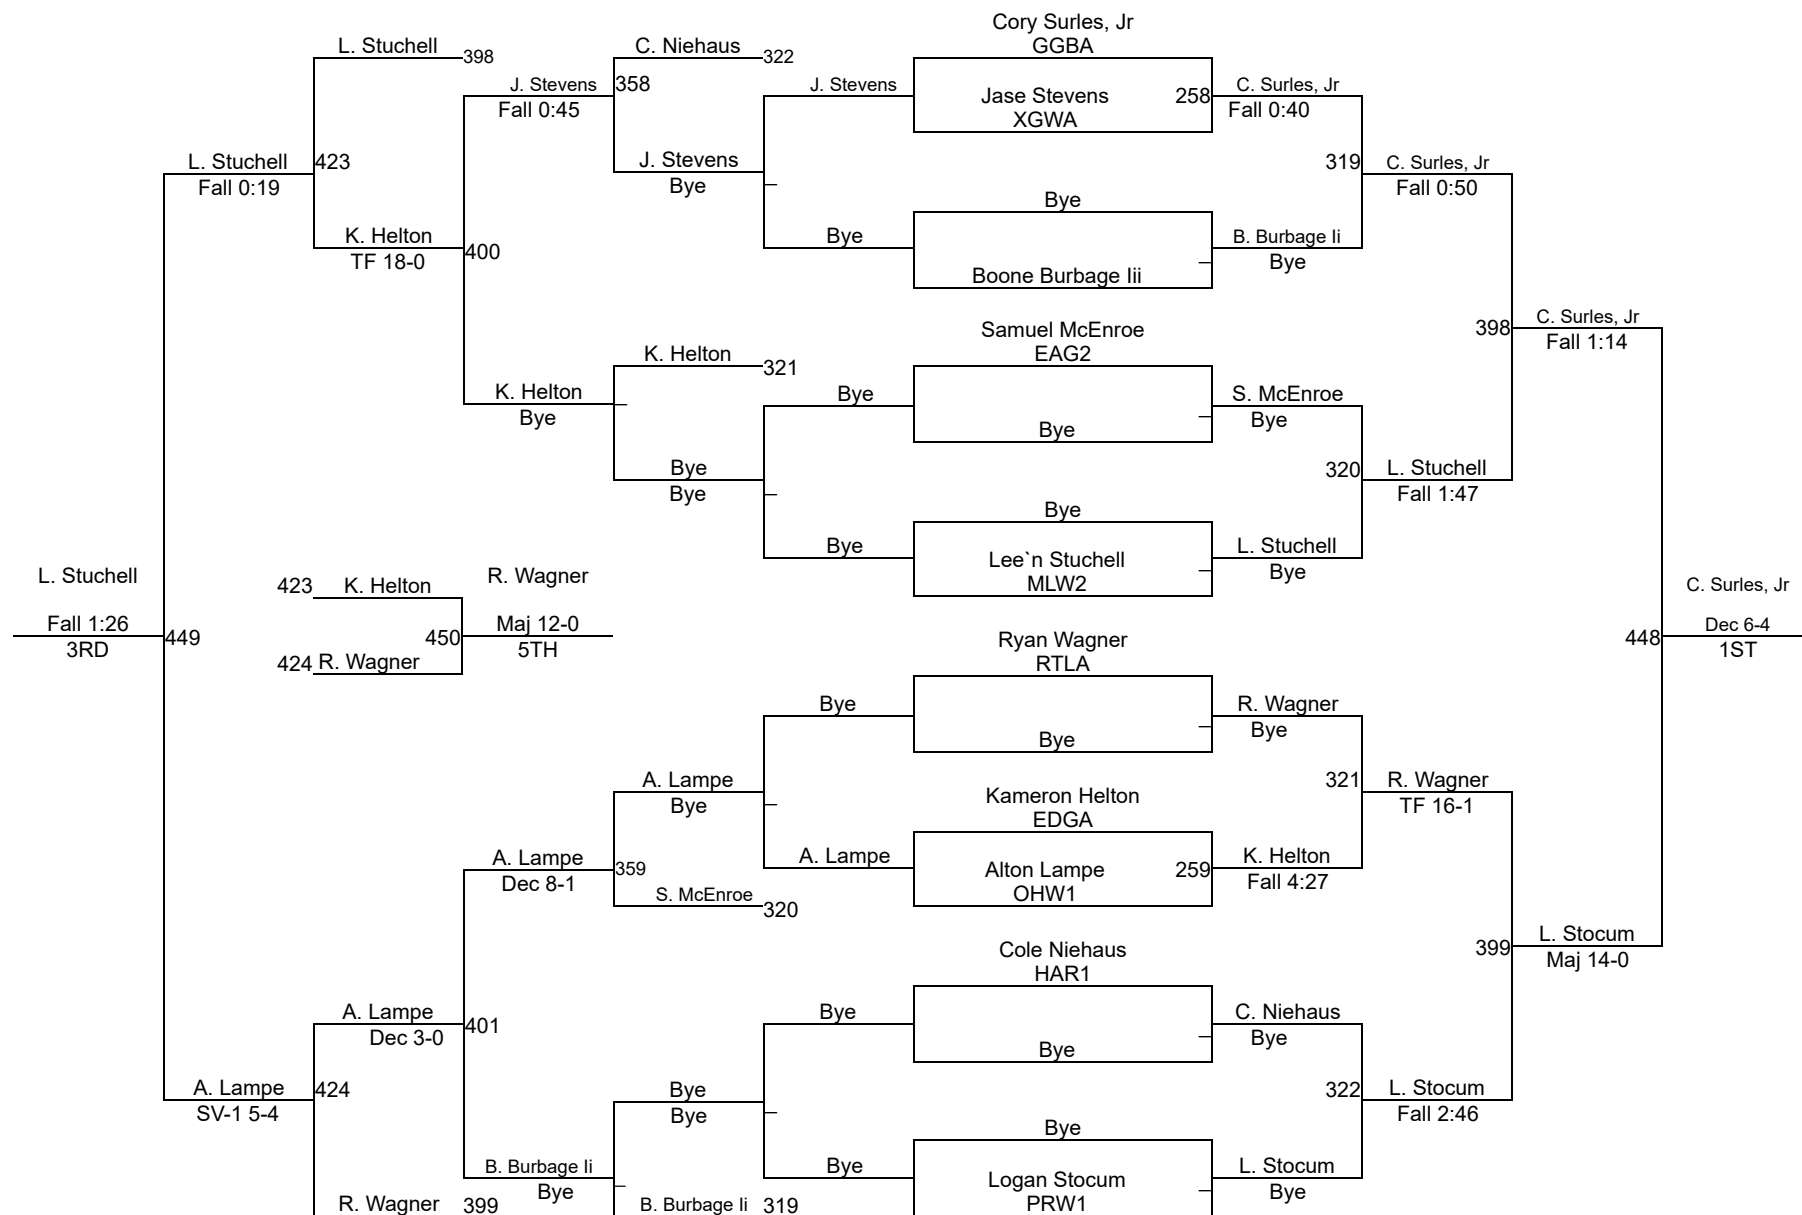 Cory Surles, Jr
GGBA
L. Stuchell
398
C. Niehaus
322
J. Stevens
358
Fall 0:45
J. Stevens
Jase Stevens
XGWA
258
C. Surles, Jr
Fall 0:40
L. Stuchell
423
Fall 0:19
J. Stevens
Bye
319
C. Surles, Jr
Fall 0:50
Bye
K. Helton
TF 18-0
400
Bye
Boone Burbage Iii
B. Burbage Ii
Bye
Samuel McEnroe
EAG2
398
C. Surles, Jr
Fall 1:14
K. Helton
321
K. Helton
Bye
Bye
Bye
S. McEnroe
Bye
Bye
Bye
320
L. Stuchell
Fall 1:47
Bye
Bye
Lee`n Stuchell
MLW2
L. Stuchell
Bye
L. Stuchell
Fall 1:26
3RD
449
423
K. Helton
450
424
R. Wagner
R. Wagner
Maj 12-0
5TH
C. Surles, Jr
448
Dec 6-4
1ST
Ryan Wagner
RTLA
Bye
Bye
R. Wagner
Bye
A. Lampe
Bye
Kameron Helton
EDGA
321
R. Wagner
TF 16-1
A. Lampe
Dec 8-1
359
A. Lampe
Alton Lampe
OHW1
259
K. Helton
Fall 4:27
S. McEnroe
320
Cole Niehaus
HAR1
399
L. Stocum
Maj 14-0
A. Lampe
Dec 3-0
401
Bye
Bye
C. Niehaus
Bye
A. Lampe
SV-1 5-4
424
Bye
Bye
322
L. Stocum
Fall 2:46
Bye
B. Burbage Ii
Bye
Bye
Logan Stocum
PRW1
L. Stocum
Bye
R. Wagner
399
B. Burbage Ii
319